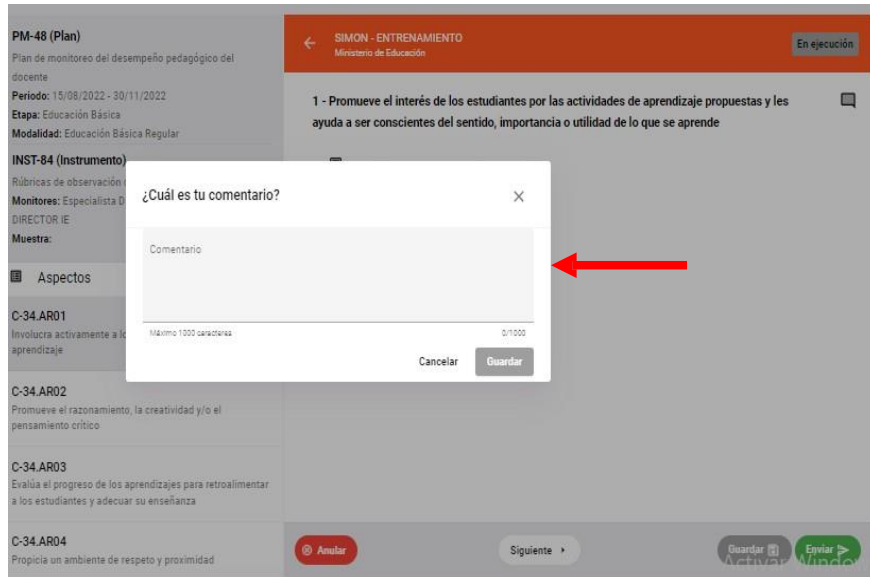 PM-48 (Plan)
Plan de monitoreo del desempeño pedagógico del
docente
Periodo: 15/08/2022 - 30/11/2022
Etapa: Educación Básica
Modalidad: Educación Básica Regular
INST-84 (Instrumento)
Rúbricas de observación
Monitores: Especialista D
DIRECTOR IE
Muestra:
Aspectos
C-34.AR01
Involucra activamente a lo
aprendizaje
C-34.AR02
Promueve el razonamiento, la creatividad y/o el
pensamiento crítico
C-34.AR03
Evalúa el progreso de los aprendizajes para retroalimentar
a los estudiantes y adecuar su enseñanza
C-34.AR04
Propicia un ambiente de respeto y proximidad
SIMON - ENTRENAMIENTO
Ministerio de Educación
En ejecución
1 - Promueve el interés de los estudiantes por las actividades de aprendizaje propuestas y les
ayuda a ser conscientes del sentido, importancia o utilidad de lo que se aprende
¿Cuál es tu comentario?
Comentario
Máximo 1000 caracteres
0/1000
Cancelar
Guardar
Anular
Siguiente
Guardar
Enviar
Activar Window